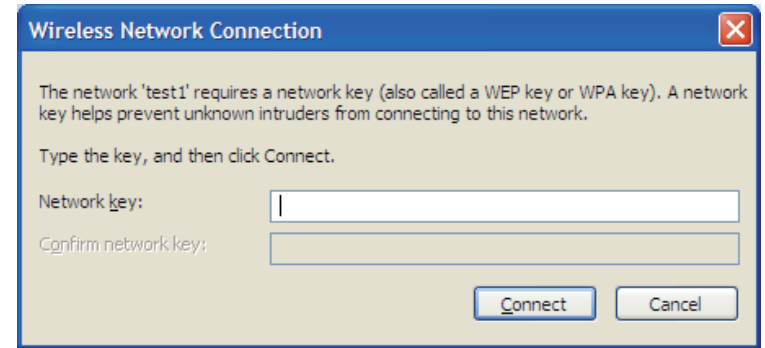 Wireless Network Connection
The network 'test1' requires a network key (also called a WEP key or WPA key). A network
key helps prevent unknown intruders from connecting to this network.
Type the key, and then click Connect.
Network key:
Confirm network key:
Connect Cancel